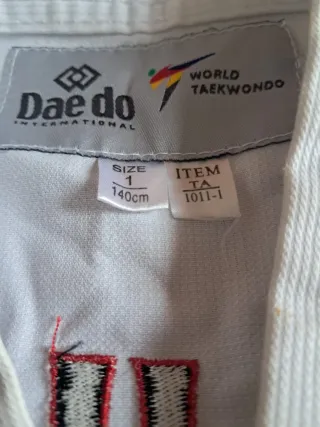 Dae do
INTERNATIONAL
WORLD
TAEKWONDO
SIZE
1
140cm
ITEM
TA
1011-1